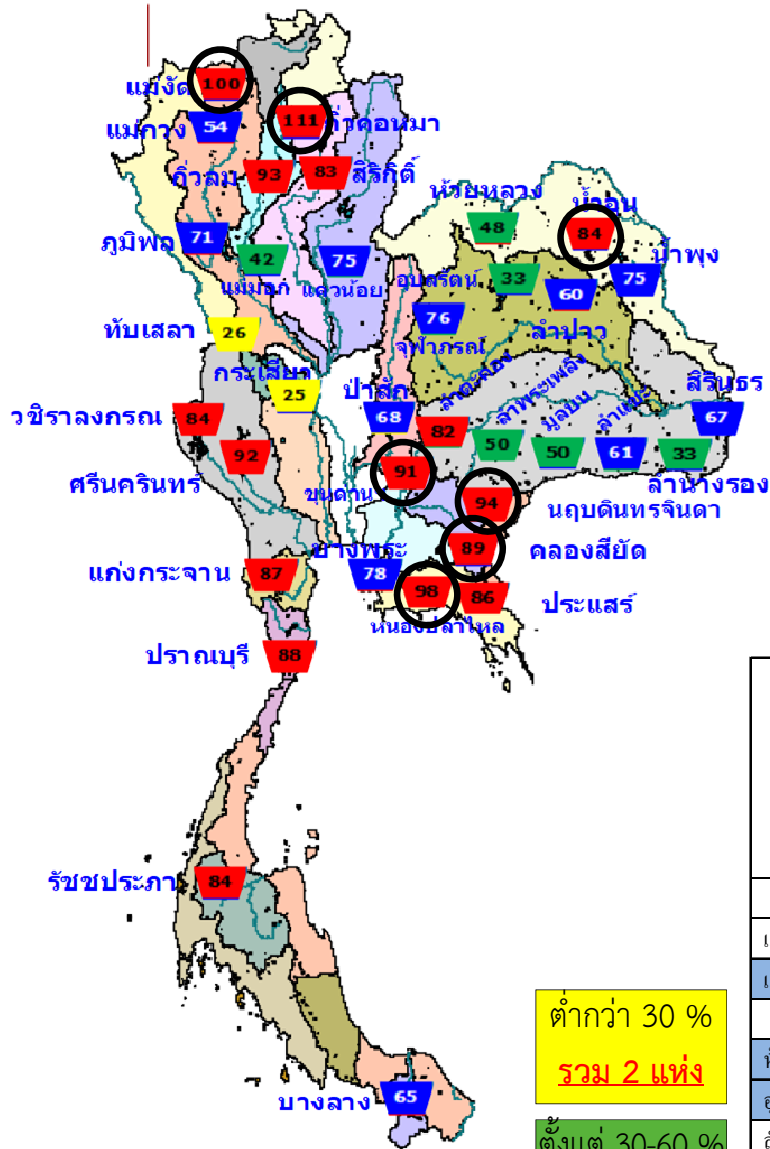 แม่งัด 100
แม่กวง 54
111 กิ่วคอหมา
กิ่วลม 93
83 สิริกิติ์
ห้วยหลวง 48
น้ำอูน 84
ภูมิพล 71
42 แม่มอก
75 แควน้อย
อุบลรัตน์ 33
60 ลำปาว
75 น้ำพุง
76 จุฬาภรณ์
ทับเสลา 26
กระเสียว 25
ป่าสัก 68
ลำตะคอง 82
ลำพระเพลิง 50
มูลบน 50
ลำแชะ 61
สิรินธร 67
33 ลำนางรอง
วชิราลงกรณ 84
92 ศรีนครินทร์
91 ขุนด่าน
94 นฤบดินทรจินดา
89 คลองสียัด
บางพระ 78
98 หนองปลาไหล
86 ประแสร์
แก่งกระจาน 87
ปราณบุรี 88
รัชชประภา 84
บางลาง 65
ต่ำกว่า 30 %
รวม 2 แห่ง
ตั้งแต่ 30-60 %